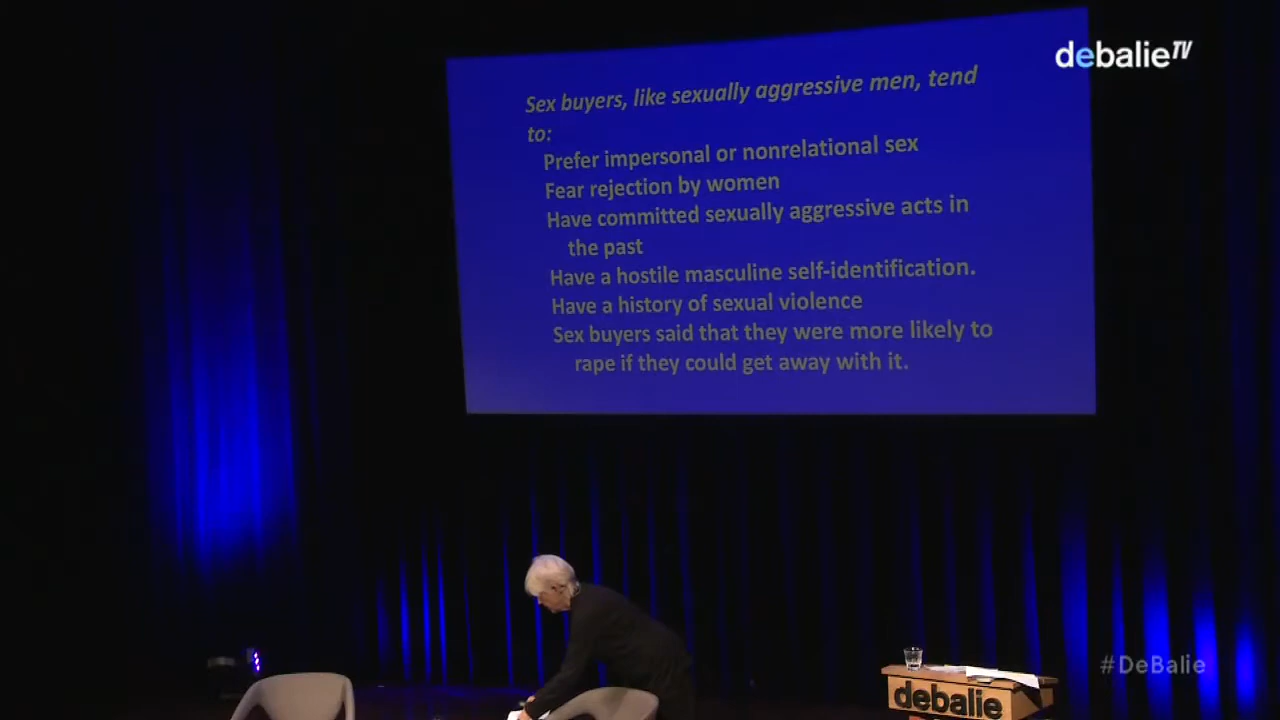 debalieTV
Sex buyers, like sexually aggressive men, tend
to:
Prefer impersonal or nonrelational sex
Fear rejection by women
Have committed sexually aggressive acts in
the past
Have a hostile masculine self-identification.
Have a history of sexual violence
Sex buyers said that they were more likely to
rape if they could get away with it.
#DeBalie
debalie